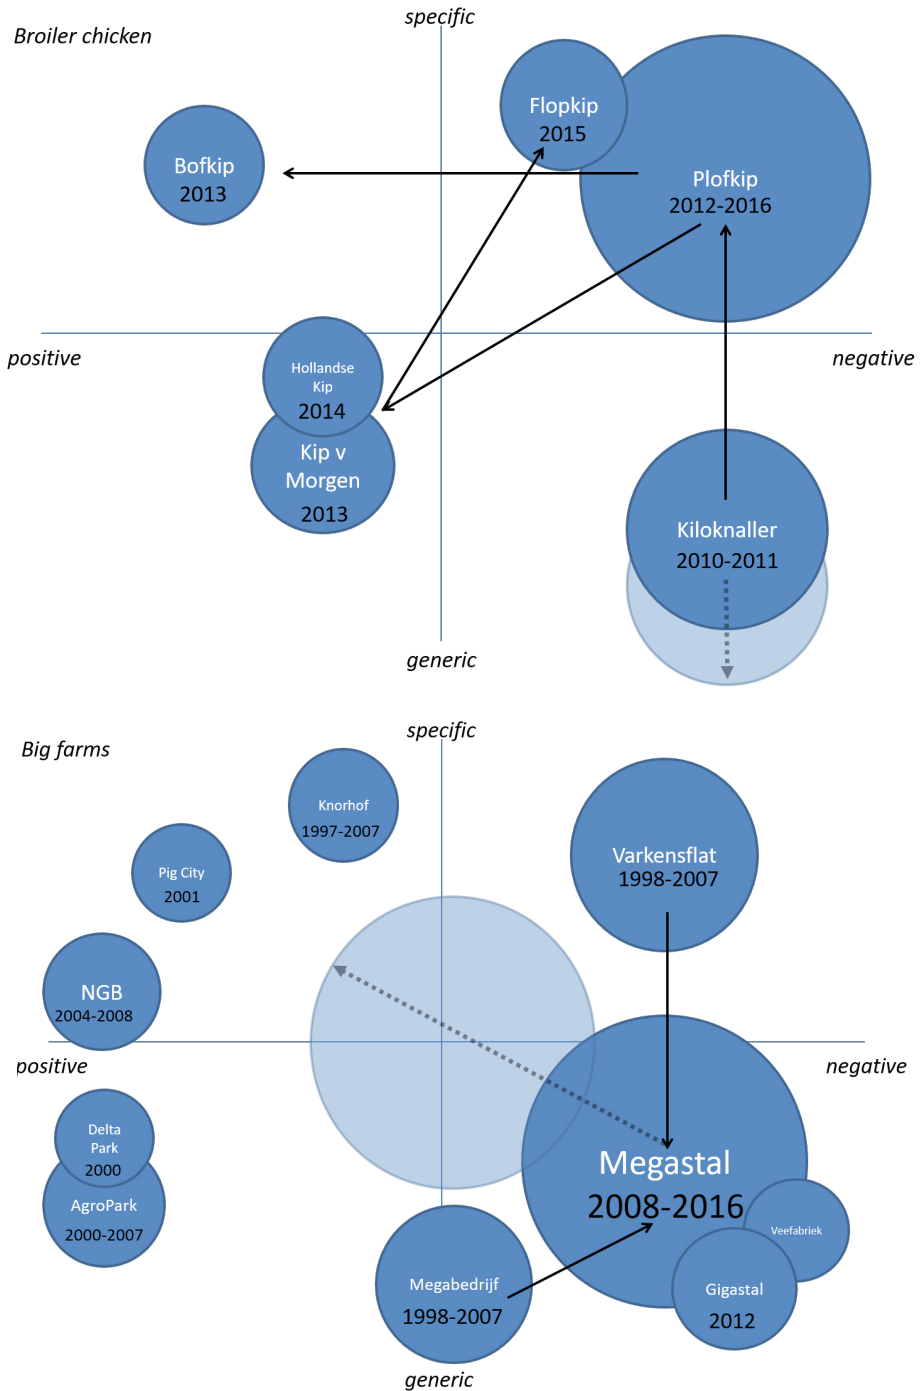 specific
Broiler chicken
Flopkip
2015
Bofkip
2013
Plofkip
2012-2016
positive
negative
Hollandse
Kip
2014
Kip v
Morgen
2013
Kiloknaller
2010-2011
generic
specific
Big farms
Knorhof
1997-2007
Varkensflat
1998-2007
Pig City
2001
NGB
2004-2008
positive
negative
Delta
Park
2000
AgroPark
2000-2007
Megastal
2008-2016
Veefabriek
Megabedrijf
1998-2007
Gigastal
2012
generic